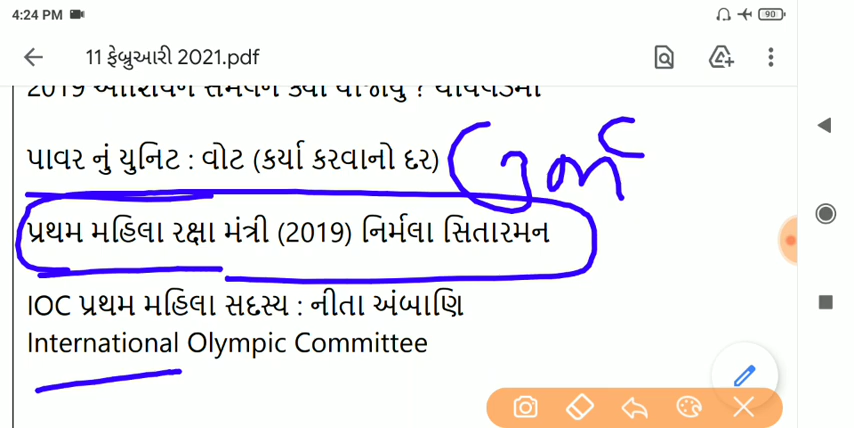 4:24 PM
90
11 ફેબ્રુઆરી 2021.pdf
2019
પાવર નું યુનિટ : વોટ (કર્યા કરવાનો દર)
પ્રથમ મહિલા રક્ષા મંત્રી (2019) નિર્મલા સિતારમન
IOC પ્રથમ મહિલા સદસ્ય : નીતા અંબાણિ
International Olympic Committee